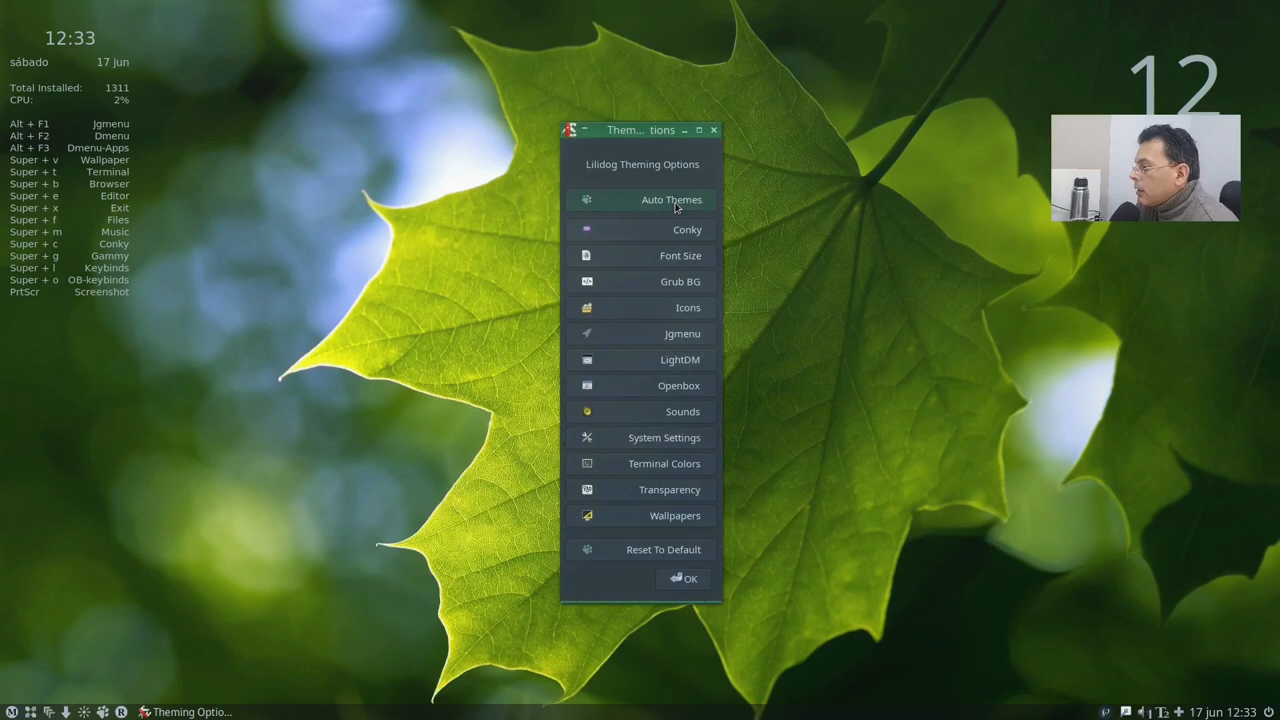 12:33
sábado 17 jun
Total Installed: 1311
CPU: 2%
Alt + F1 Jgmenu
Alt + F2 Dmenu
Alt + F3 Dmenu-Apps
Super + v Wallpaper
Super + t Terminal
Super + b Browser
Super + e Editor
Super + x Exit
Super + f Files
Super + m Music
Super + c Conky
Super + g Gammy
Super + l Keybinds
Super + o OB-keybinds
PrtScr Screenshot
12
Them... tions
Lilidog Theming Options
Auto Themes
Conky
Font Size
Grub BG
Icons
Jgmenu
LightDM
Openbox
Sounds
System Settings
Terminal Colors
Transparency
Wallpapers
Reset To Default
OK
Theming Optio...
17 jun 12:33